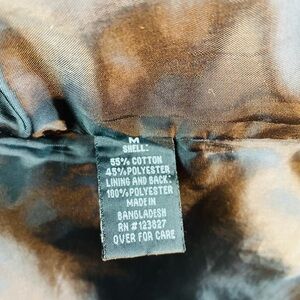 M
SHELL:
55% COTTON
45% POLYESTER
LINING AND BACK:
100% POLYESTER
MADE IN
BANGLADESH
RN #123827
OVER FOR CARE